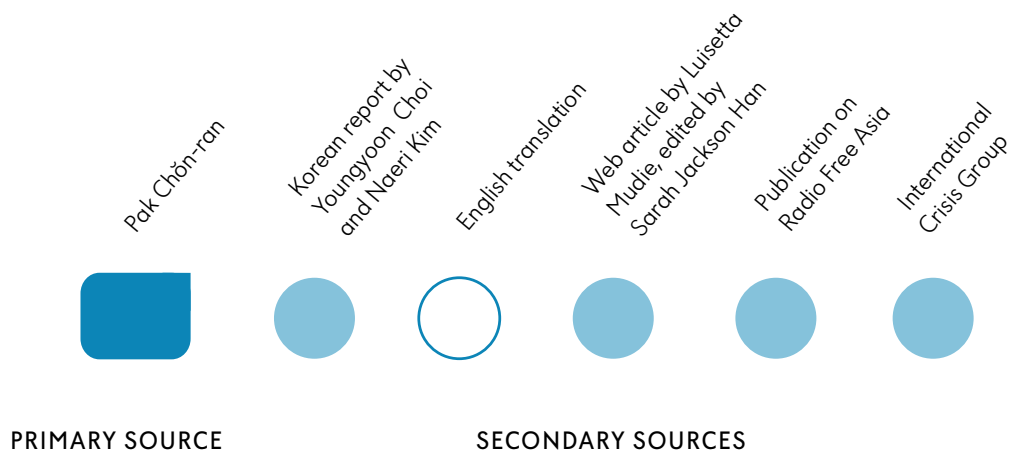 Pak Chŏn-ran
Korean report by
Youngyoon Choi
and Naeri Kim
English translation
Web article by Luisetta
Mudie, edited by
Sarah Jackson Han
Publication on
Radio Free Asia
International
Crisis Group
PRIMARY SOURCE
SECONDARY SOURCES